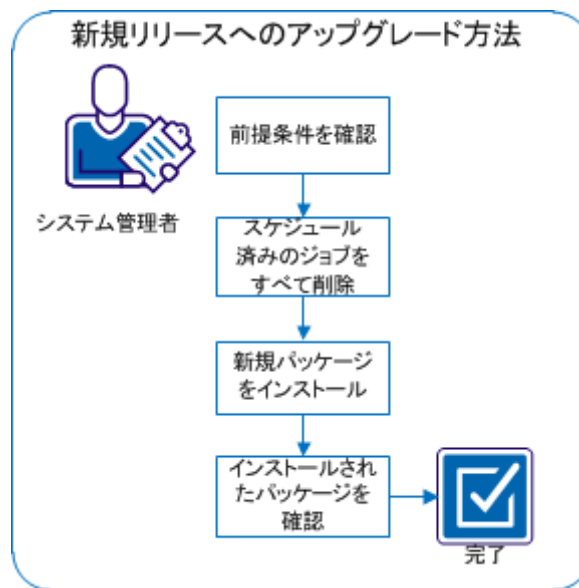 新規リリースへのアップグレード方法
前提条件を確認
システム管理者
スケジュール
済みのジョブを
すべて削除
新規パッケージ
をインストール
インストールされ
たパッケージを
確認
完了